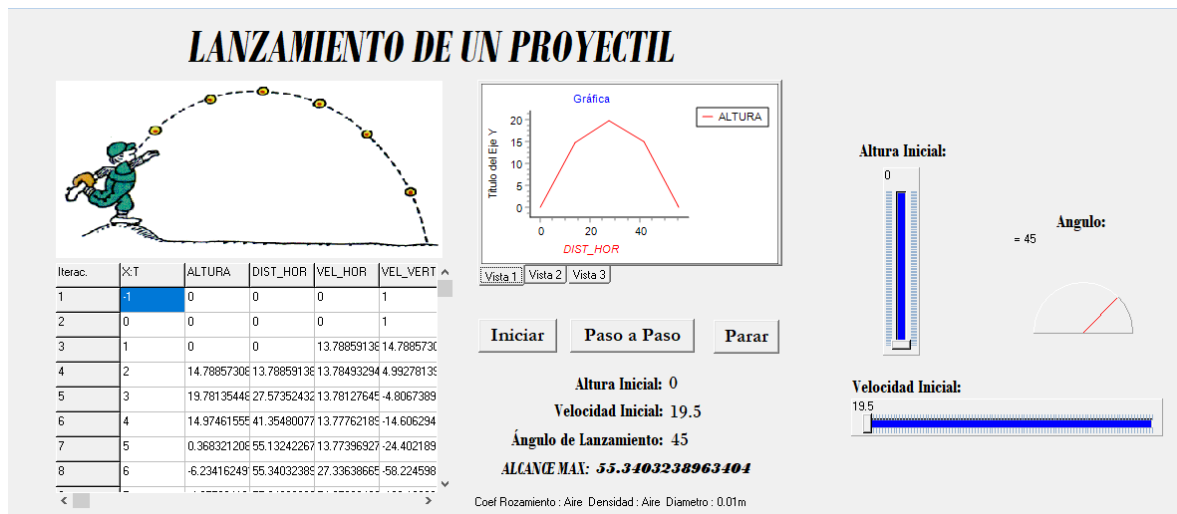 LANZAMIENTO DE UN PROYECTIL
Gráfica
ALTURA
Título del Eje Y
20
15
10
5
0
0 20 40
DIST_HOR
Vista 1 Vista 2 Vista 3
Iterac. X:T ALTURA DIST_HOR VEL_HOR VEL_VERT
1 -1 0 0 0 1
2 0 0 0 0 1
3 1 0 0 13.78859138 14.7885730
4 2 14.78857308 13.78859138 13.78493294 4.99278139
5 3 19.78135448 27.57352432 13.78127645 -4.8067389
6 4 14.97461555 41.35480077 13.77762189 -14.606294
7 5 0.368321208 55.13242267 13.77396927 -24.402189
8 6 -6.234162491 55.34032389 27.33638665 -58.224598
Iniciar Paso a Paso Parar
Altura Inicial: 0
Velocidad Inicial: 19.5
Ángulo de Lanzamiento: 45
ALCANCE MAX: 55.3403238963404
Coef Rozamiento : Aire Densidad : Aire Diametro : 0.01m
Altura Inicial:
0
Angulo:
= 45
Velocidad Inicial:
19.5